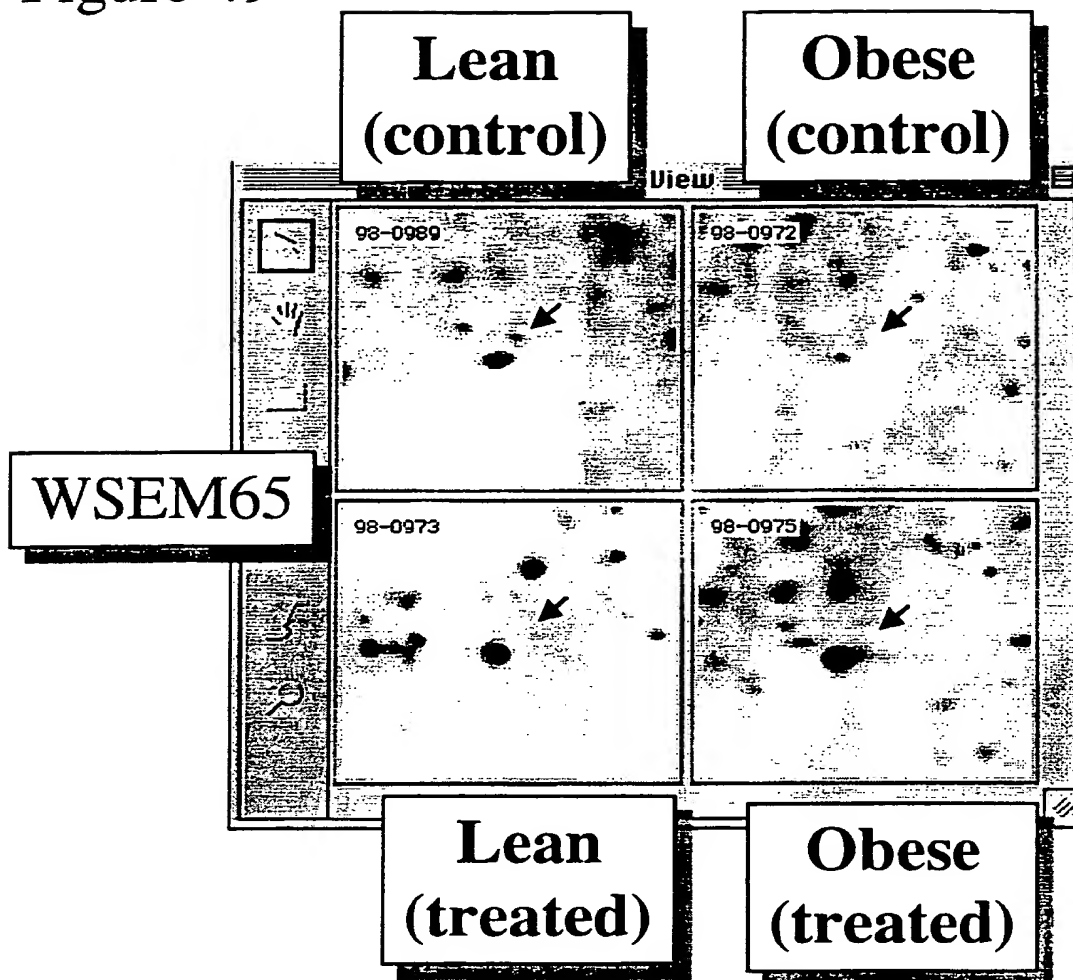 Lean
(control)
Obese
(control)
View
98-0989
98-0972
WSEM65
98-0973
98-0975
Lean
(treated)
Obese
(treated)